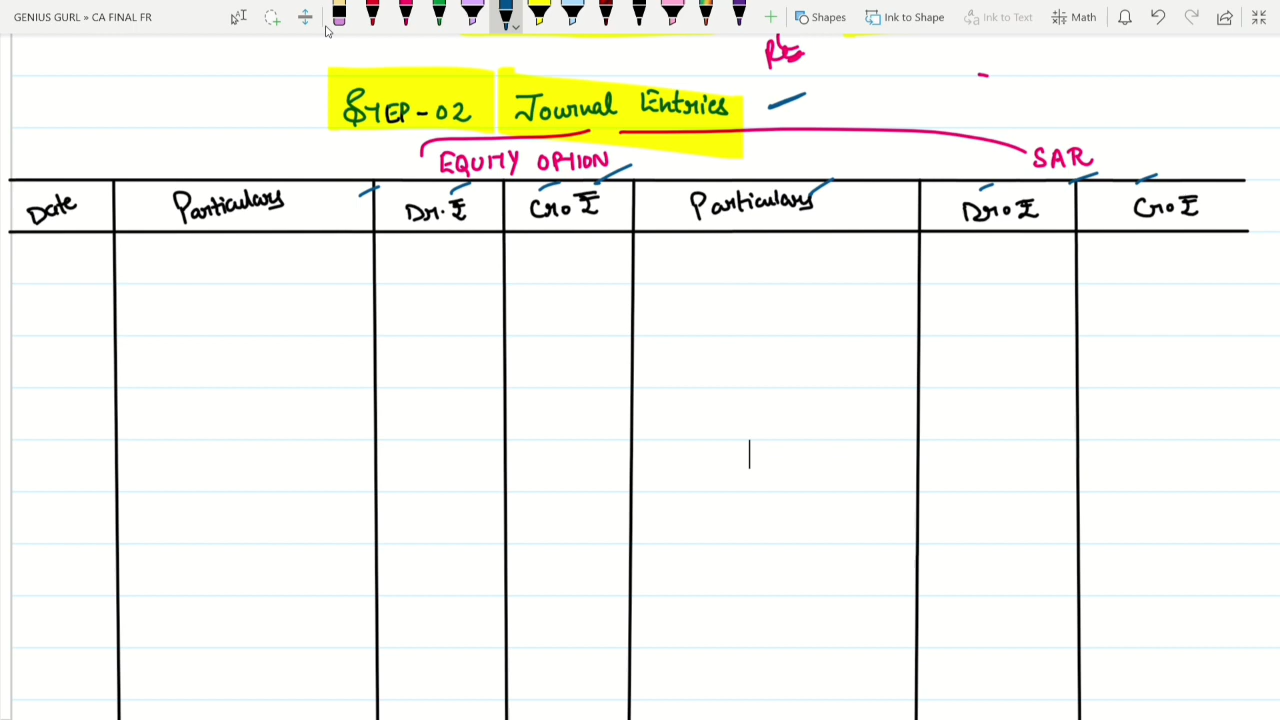 GENIUS GURL » CA FINAL FR
Shapes
Ink to Shape
Ink to Text
Math
STEP-02 Journal Entries
EQUITY OPTION
SAR
Date
Particulars
Dr. ₹
Cr. ₹
Particulars
Dr. ₹
Cr. ₹